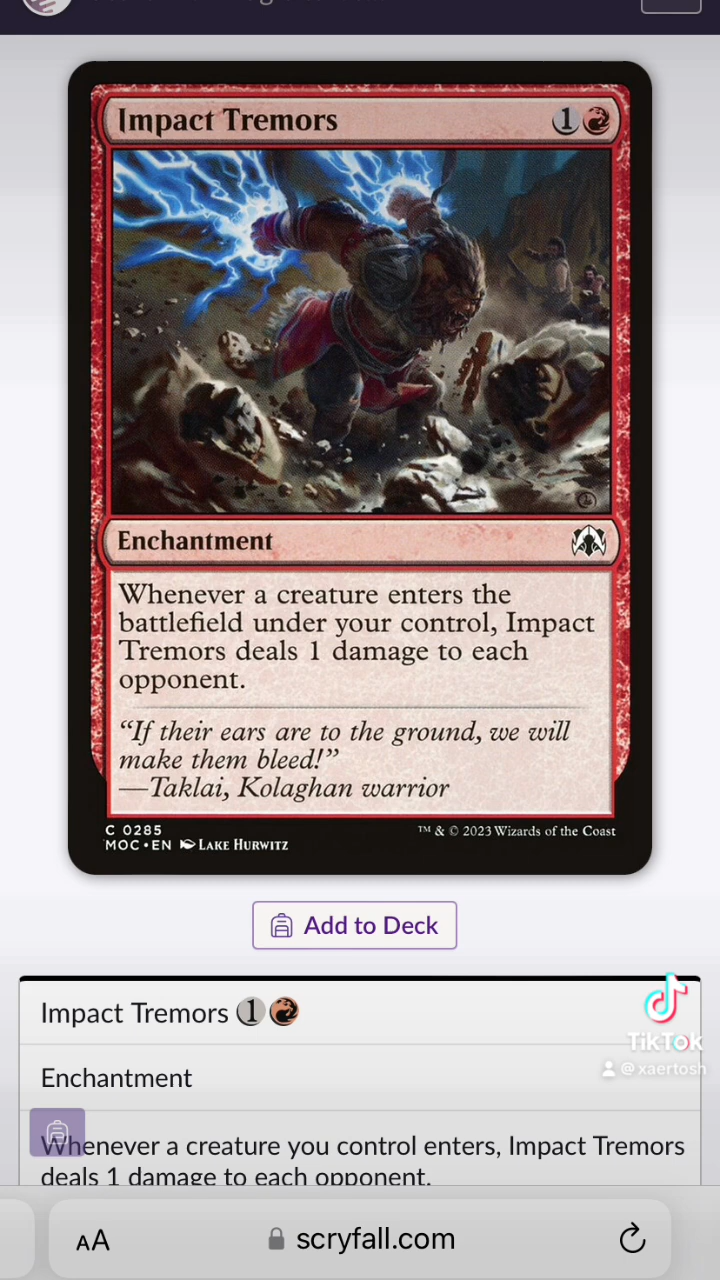 Impact Tremors 1
Enchantment
Whenever a creature enters the
battlefield under your control, Impact
Tremors deals 1 damage to each
opponent.
“If their ears are to the ground, we will
make them bleed!”
—Taklai, Kolaghan warrior
C 0285
MOC•EN LAKE HURWITZ
™ & © 2023 Wizards of the Coast
Add to Deck
Impact Tremors 1
Enchantment
Whenever a creature you control enters, Impact Tremors
deals 1 damage to each opponent.
TikTok
@xaertosh
AA scryfall.com